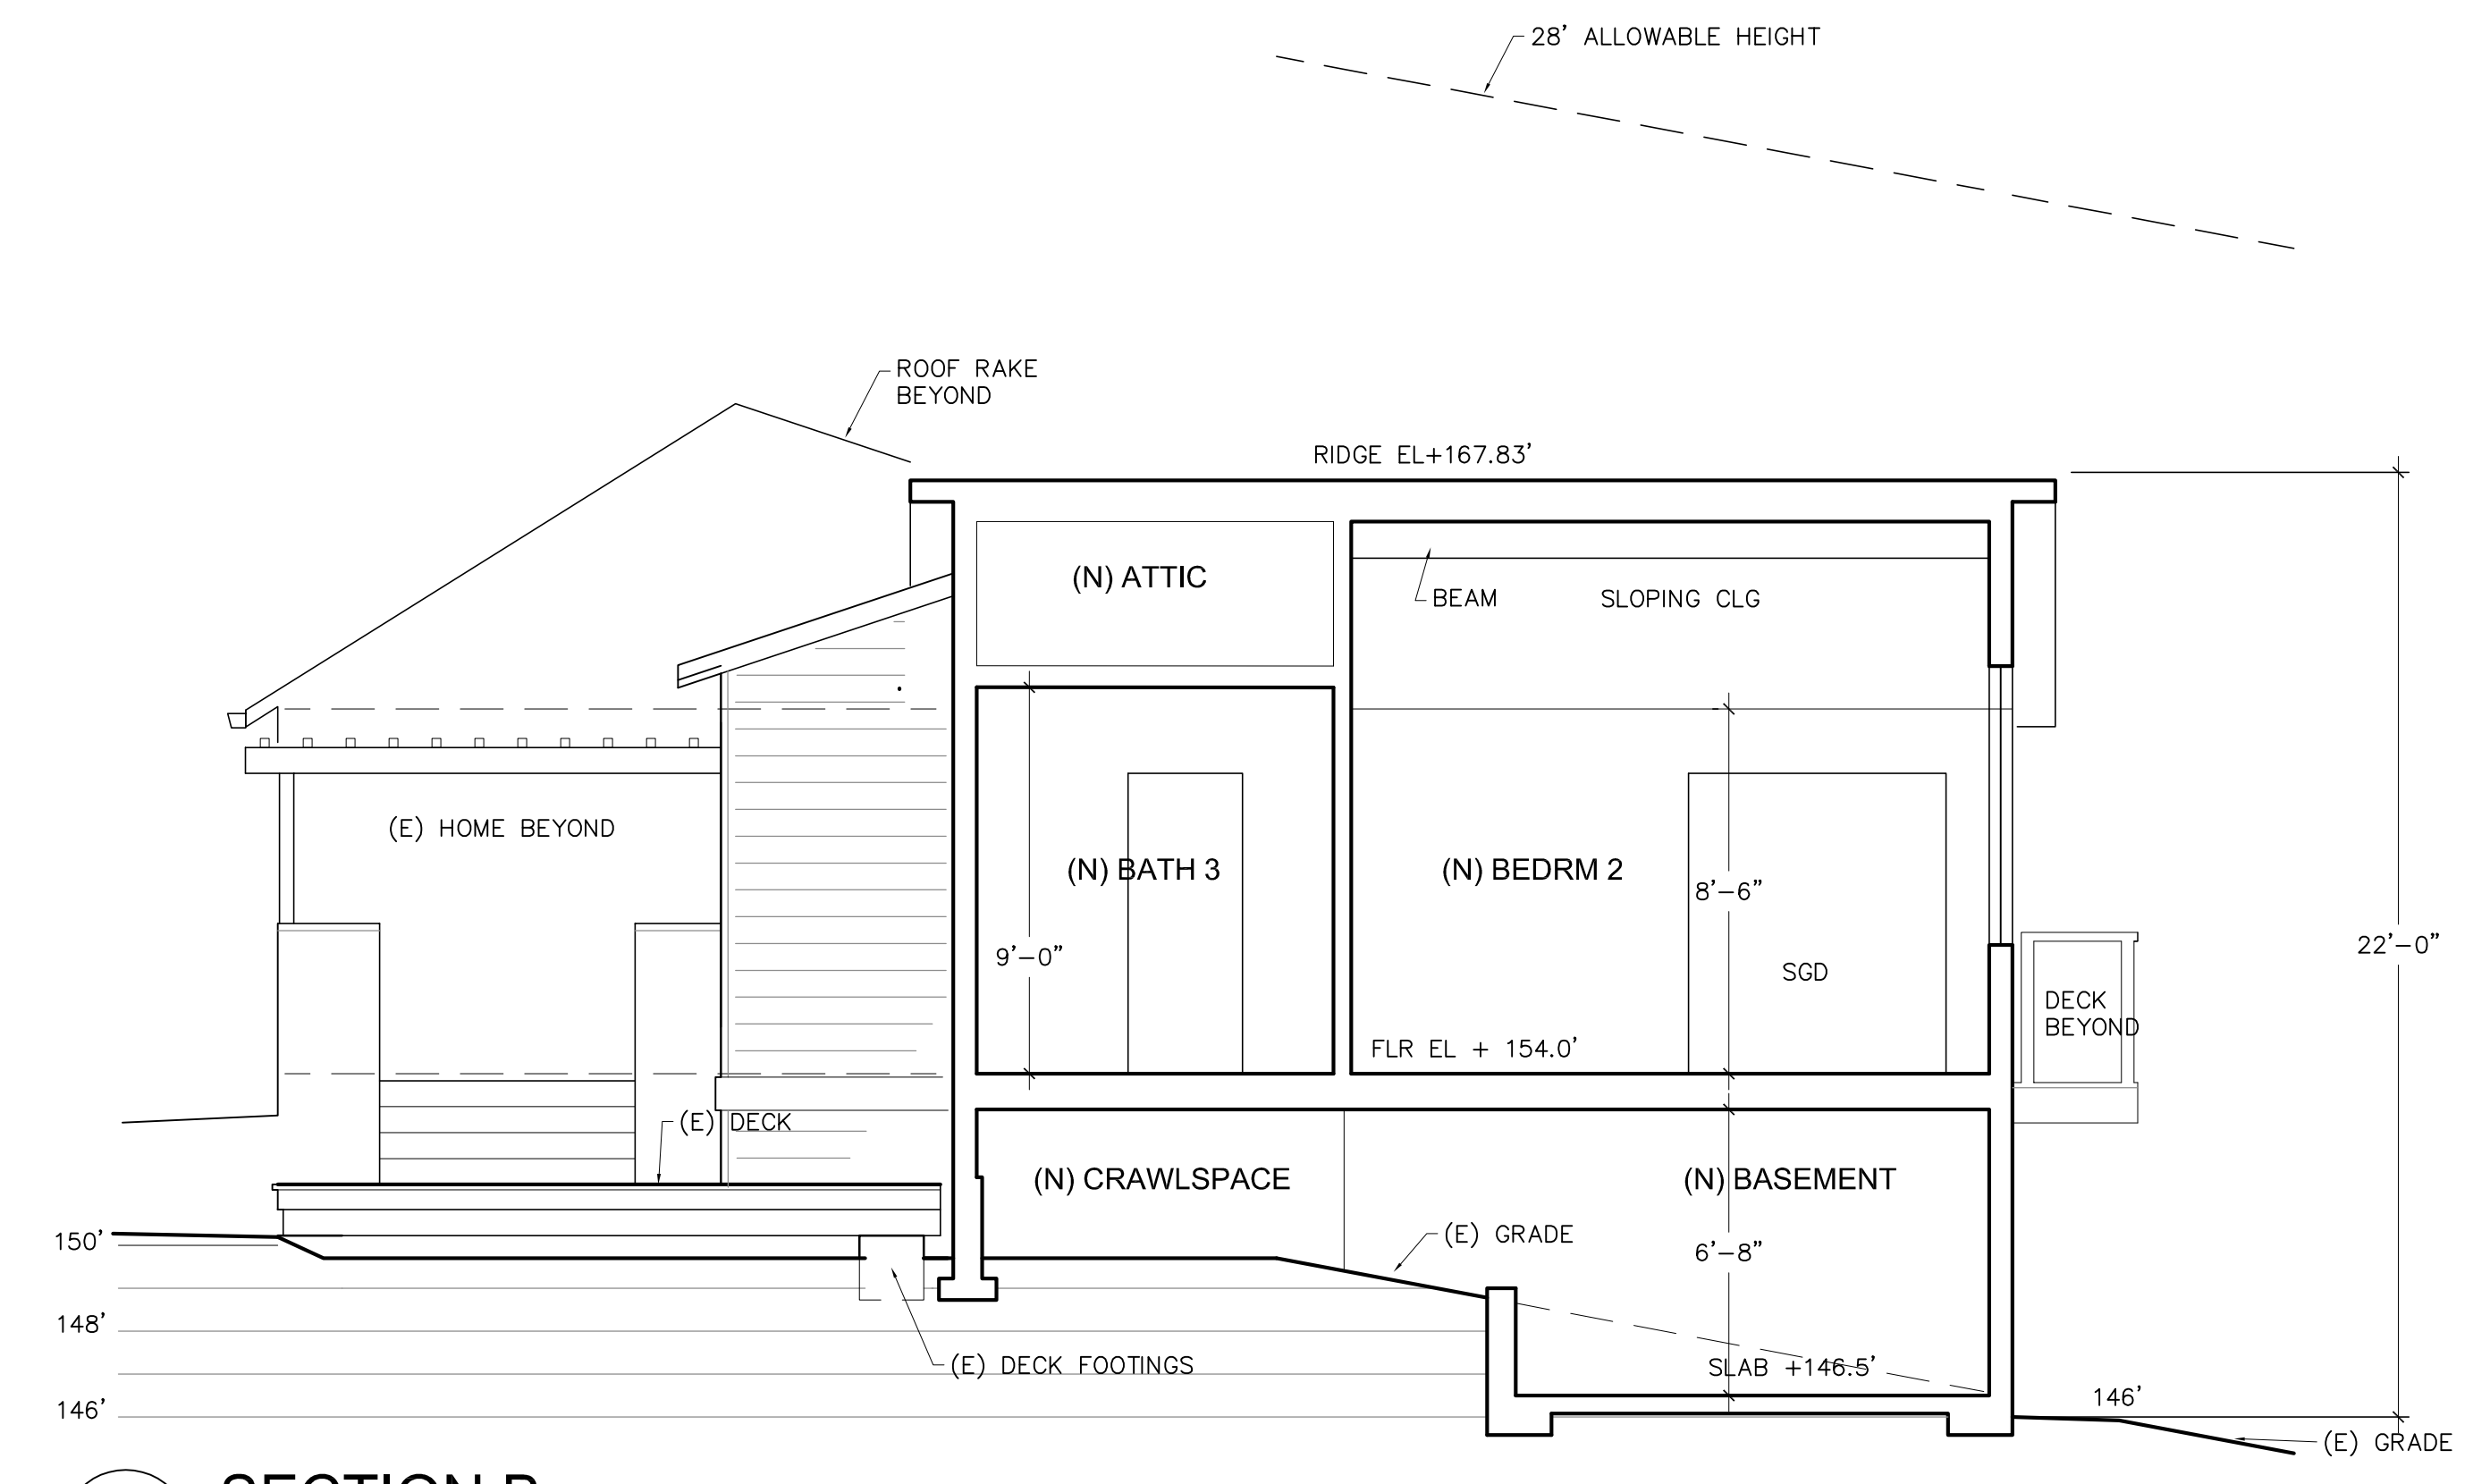 28' ALLOWABLE HEIGHT
ROOF RAKE
BEYOND
RIDGE EL+167.83'
(N) ATTIC
BEAM
SLOPING CLG
(E) HOME BEYOND
(N) BATH 3
(N) BEDRM 2
8'-6"
9'-0"
22'-0"
SGD
DECK
BEYOND
FLR EL + 154.0'
(E) DECK
(N) CRAWLSPACE
(N) BASEMENT
150'
(E) GRADE
6'-8"
148'
(E) DECK FOOTINGS
SLAB +146.5'
146'
146'
(E) GRADE
SECTION B